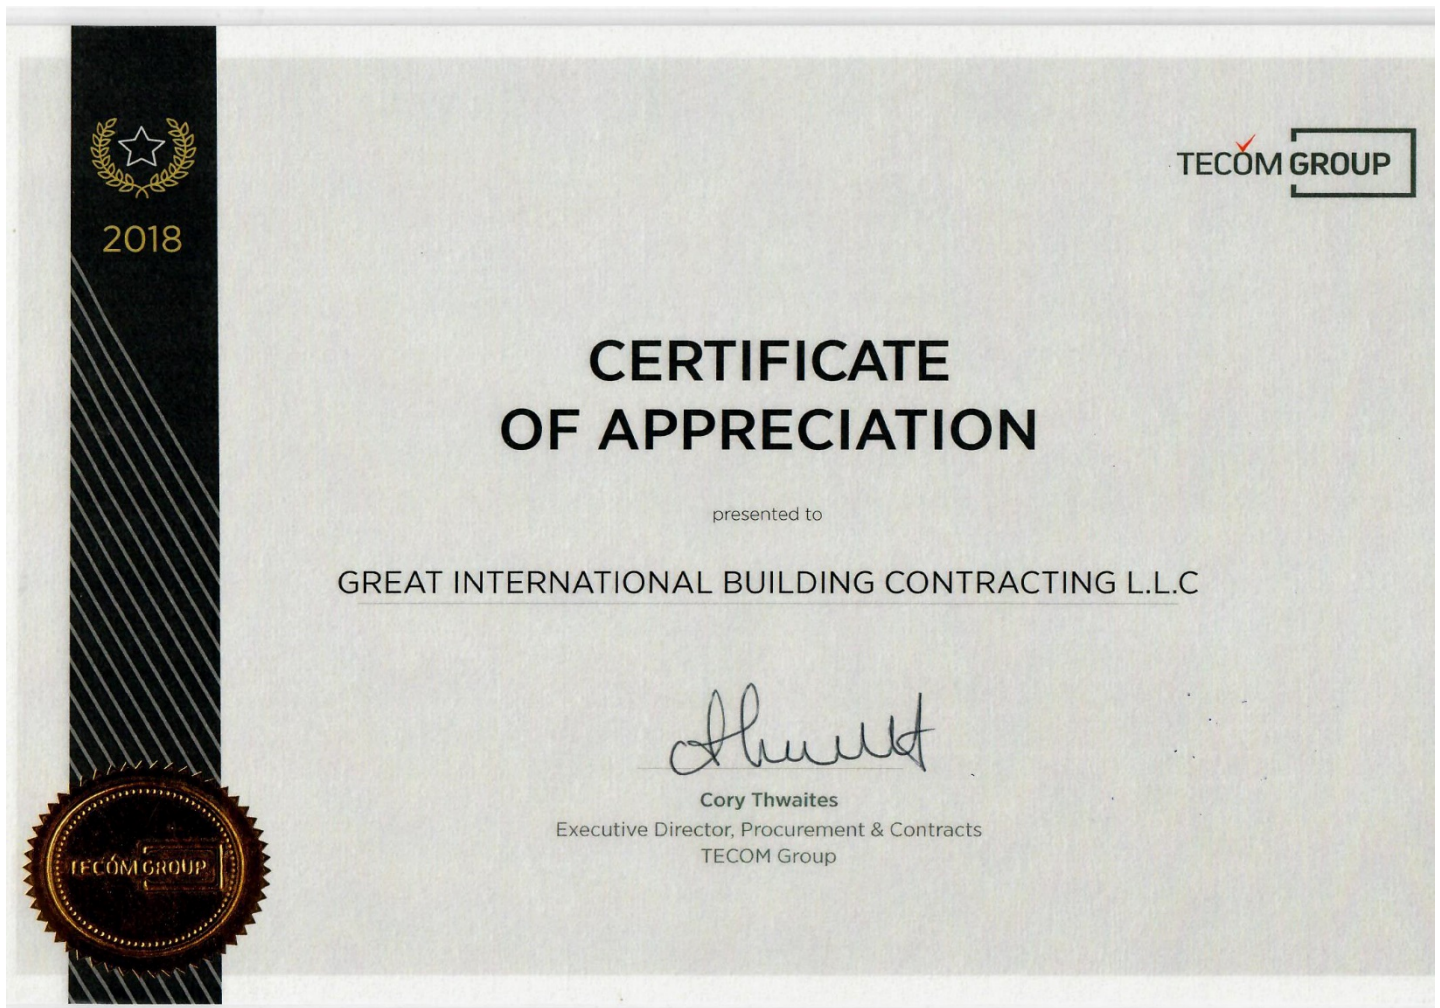 2018
TECOM GROUP
CERTIFICATE
OF APPRECIATION
presented to
GREAT INTERNATIONAL BUILDING CONTRACTING L.L.C
Cory Thwaites
Executive Director, Procurement & Contracts
TECOM Group
TECOM GROUP